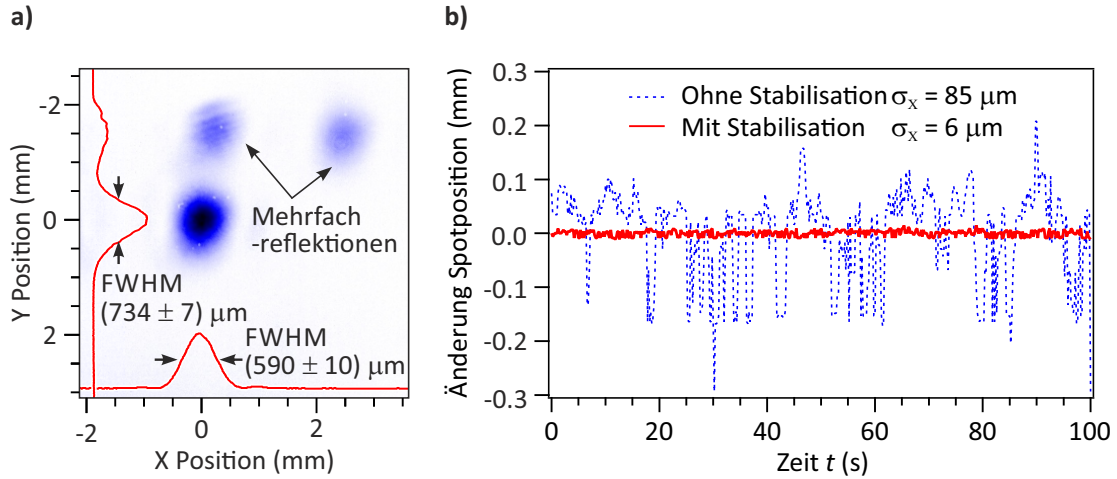 a)
Y Position (mm)
-2
0
2
Mehrfach
-reflektionen
FWHM
(734 ± 7) μm
FWHM
(590 ± 10) μm
-2
0
2
X Position (mm)
b)
Änderung Spotposition (mm)
0.3
0.2
0.1
0.0
-0.1
-0.2
-0.3
Ohne Stabilisation σx = 85 μm
Mit Stabilisation σx = 6 μm
0
20
40
60
80
100
Zeit t (s)